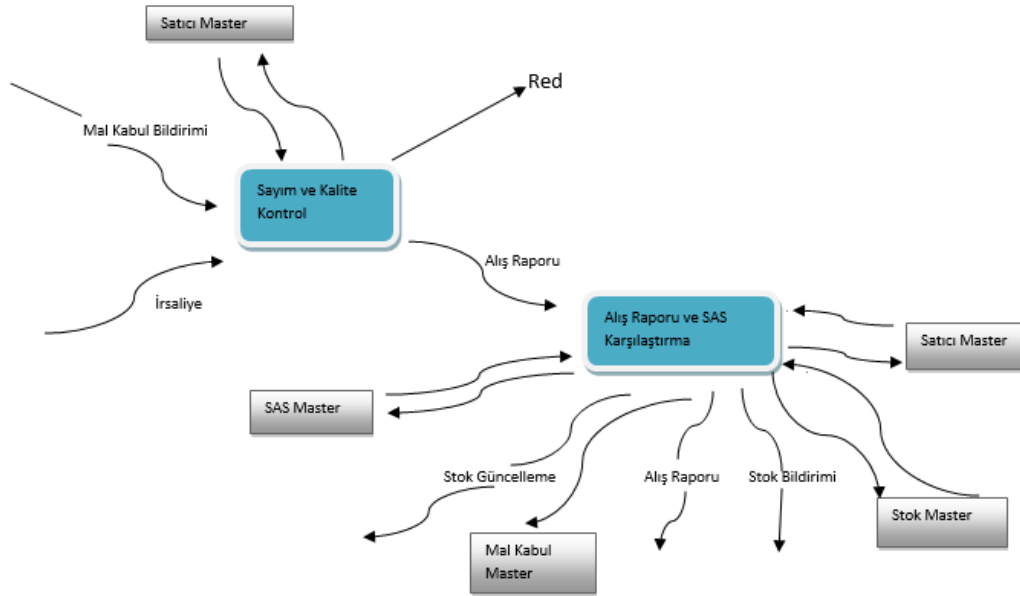 Satıcı Master
Red
Mal Kabul Bildirimi
Sayım ve Kalite
Kontrol
Alış Raporu
İrsaliye
Alış Raporu ve SAS
Karşılaştırma
Satıcı Master
SAS Master
Stok Güncelleme
Alış Raporu
Stok Bildirimi
Stok Master
Mal Kabul
Master